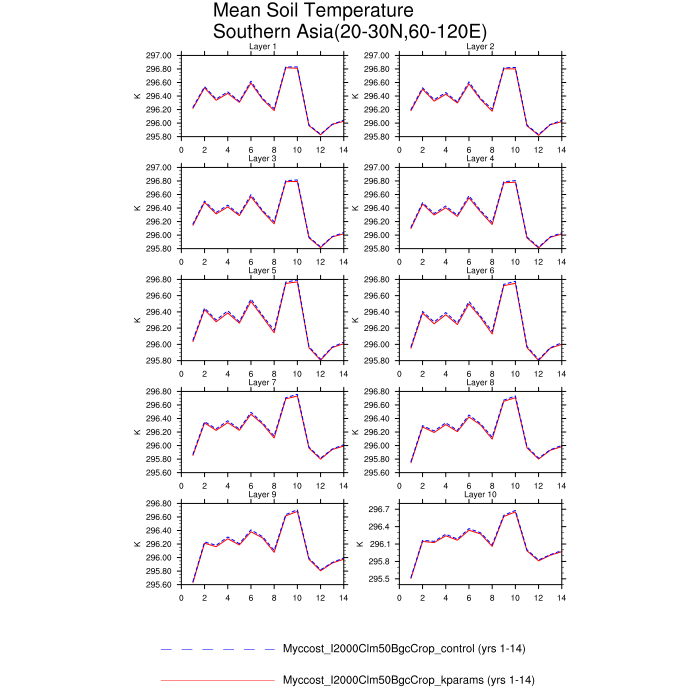 Mean Soil Temperature
Southern Asia(20-30N,60-120E)
Layer 1
297.00
296.80
296.60
296.40
296.20
296.00
295.80
K
0 2 4 6 8 10 12 14
Layer 2
297.00
296.80
296.60
296.40
296.20
296.00
295.80
K
0 2 4 6 8 10 12 14
Layer 3
297.00
296.80
296.60
296.40
296.20
296.00
295.80
K
0 2 4 6 8 10 12 14
Layer 4
297.00
296.80
296.60
296.40
296.20
296.00
295.80
K
0 2 4 6 8 10 12 14
Layer 5
296.80
296.60
296.40
296.20
296.00
295.80
K
0 2 4 6 8 10 12 14
Layer 6
296.80
296.60
296.40
296.20
296.00
295.80
K
0 2 4 6 8 10 12 14
Layer 7
296.80
296.60
296.40
296.20
296.00
295.80
295.60
K
0 2 4 6 8 10 12 14
Layer 8
296.80
296.60
296.40
296.20
296.00
295.80
295.60
K
0 2 4 6 8 10 12 14
Layer 9
296.80
296.60
296.40
296.20
296.00
295.80
295.60
K
0 2 4 6 8 10 12 14
Layer 10
296.7
296.4
296.1
295.8
295.5
K
0 2 4 6 8 10 12 14
Myccost_I2000Clm50BgcCrop_control (yrs 1-14)
Myccost_I2000Clm50BgcCrop_kparams (yrs 1-14)